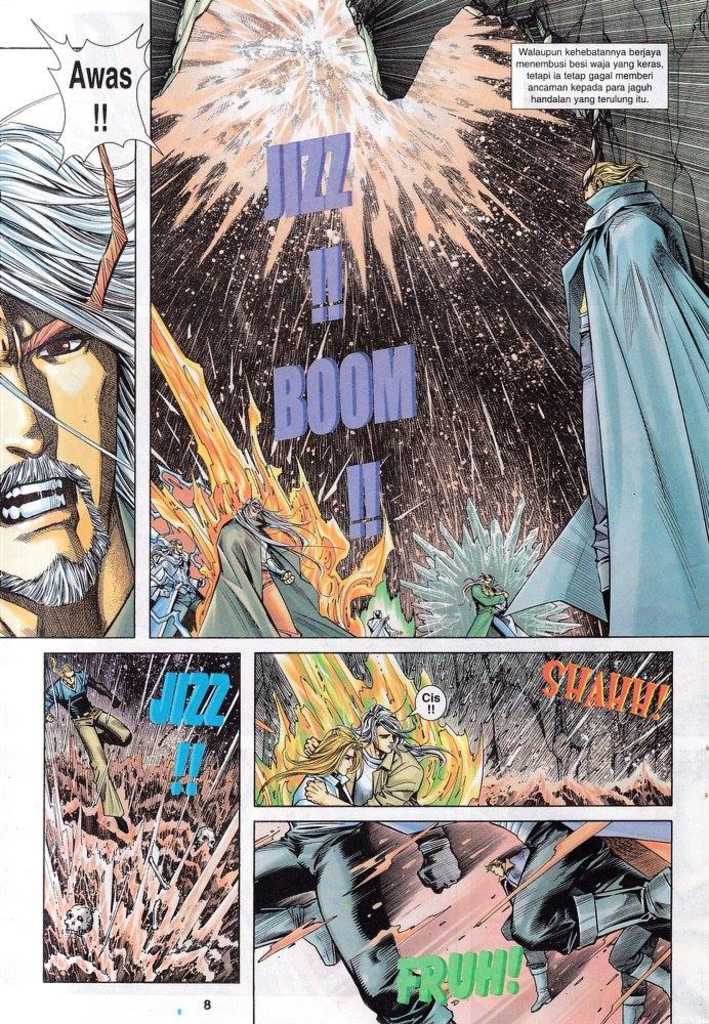 Awas
!!
Walaupun kehebatannya berjaya
menembusi besi waja yang keras,
tetapi ia tetap gagal memberi
ancaman kepada para jaguh
handalan yang terulung itu.
JIZZ
!!
BOOM
!!
JIZZ
!!
Cis
!!
SHAHH!
FRUH!
8